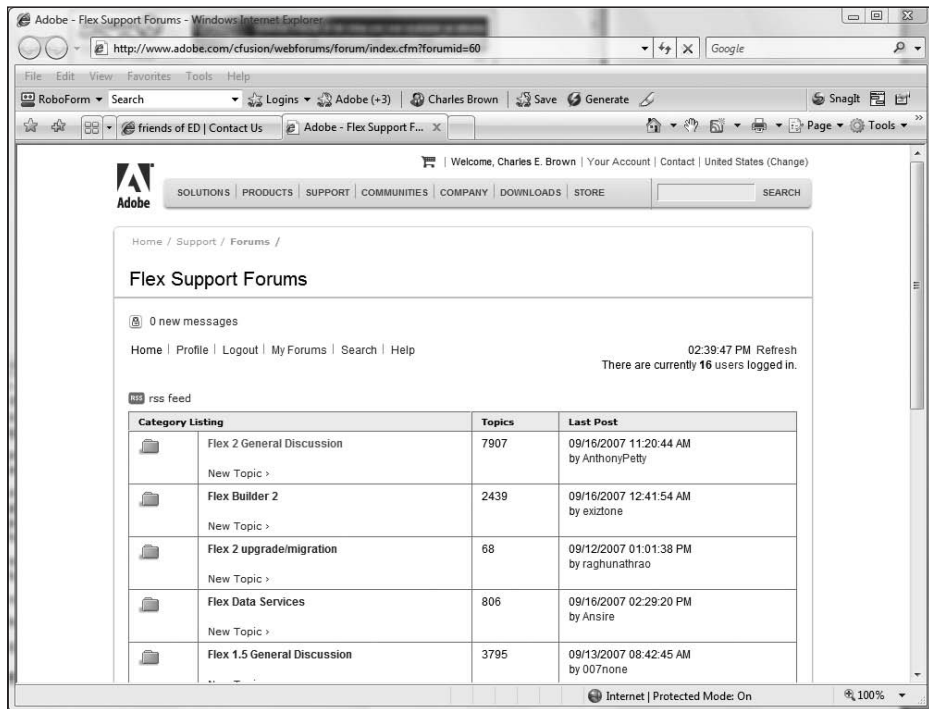 Adobe - Flex Support Forums - Windows Internet Explorer
http://www.adobe.com/cfusion/webforums/forum/index.cfm?forumid=60
Google
File Edit View Favorites Tools Help
RoboForm Search Logins Adobe (+3) Charles Brown Save Generate SnagIt
friends of ED | Contact Us Adobe - Flex Support F... X Page Tools »
Welcome, Charles E. Brown | Your Account | Contact | United States (Change)
Adobe
SOLUTIONS PRODUCTS SUPPORT COMMUNITIES COMPANY DOWNLOADS STORE SEARCH
Home / Support / Forums /
Flex Support Forums
0 new messages
Home | Profile | Logout | My Forums | Search | Help 02:39:47 PM Refresh
There are currently 16 users logged in.
RSS rss feed
Category Listing Topics Last Post
Flex 2 General Discussion 7907 09/16/2007 11:20:44 AM
by AnthonyPetty
New Topic ›
Flex Builder 2 2439 09/16/2007 12:41:54 AM
by exiztone
New Topic ›
Flex 2 upgrade/migration 68 09/12/2007 01:01:38 PM
by raghunathrao
New Topic ›
Flex Data Services 806 09/16/2007 02:29:20 PM
by Ansire
New Topic ›
Flex 1.5 General Discussion 3795 09/13/2007 08:42:45 AM
by 007none
Internet | Protected Mode: On 100%